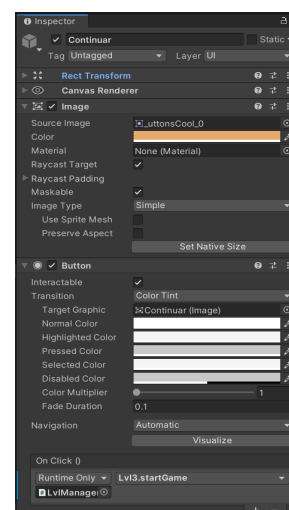 Inspector
Continuar Static
Tag Untagged Layer UI
Rect Transform
Canvas Renderer
Image
Source Image _uttonsCool_0
Color
Material None (Material)
Raycast Target
Raycast Padding
Maskable
Image Type Simple
Use Sprite Mesh
Preserve Aspect
Set Native Size
Button
Interactable
Transition Color Tint
Target Graphic Continuar (Image)
Normal Color
Highlighted Color
Pressed Color
Selected Color
Disabled Color
Color Multiplier 1
Fade Duration 0.1
Navigation Automatic
Visualize
On Click ()
Runtime Only Lvl3.startGame
LvlManage